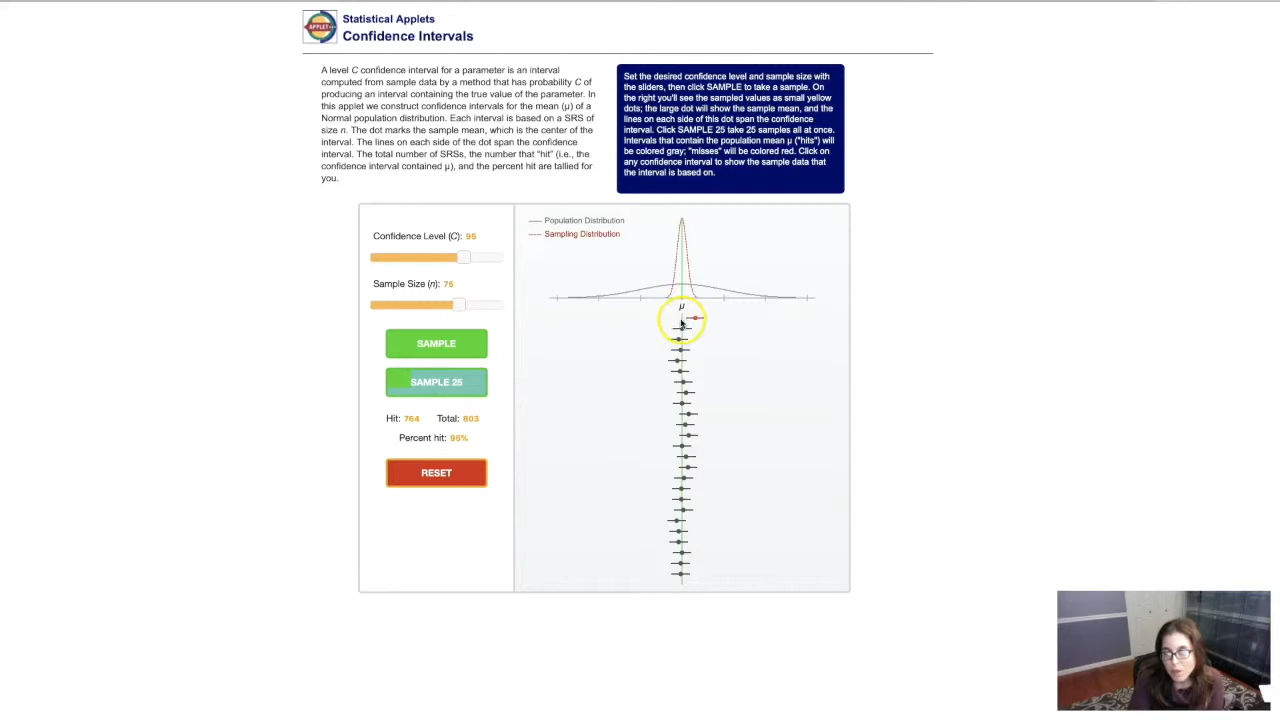 APPLET
Statistical Applets
Confidence Intervals
A level C confidence interval for a parameter is an interval
computed from sample data by a method that has probability C of
producing an interval containing the true value of the parameter. In
this applet we construct confidence intervals for the mean (μ) of a
Normal population distribution. Each interval is based on a SRS of
size n. The dot marks the sample mean, which is the center of the
interval. The lines on each side of the dot span the confidence
interval. The total number of SRSs, the number that "hit" (i.e., the
confidence interval contained μ), and the percent hit are tallied for
you.
Set the desired confidence level and sample size with
the sliders, then click SAMPLE to take a sample. On
the right you'll see the sampled values as small yellow
dots; the large dot will show the sample mean, and the
lines on each side of this dot span the confidence
interval. Click SAMPLE 25 take 25 samples all at once.
Intervals that contain the population mean μ ("hits") will
be colored gray; "misses" will be colored red. Click on
any confidence interval to show the sample data that
the interval is based on.
Confidence Level (C): 95
Sample Size (n): 75
SAMPLE
SAMPLE 25
Hit: 764 Total: 803
Percent hit: 95%
RESET
Population Distribution
Sampling Distribution
μ